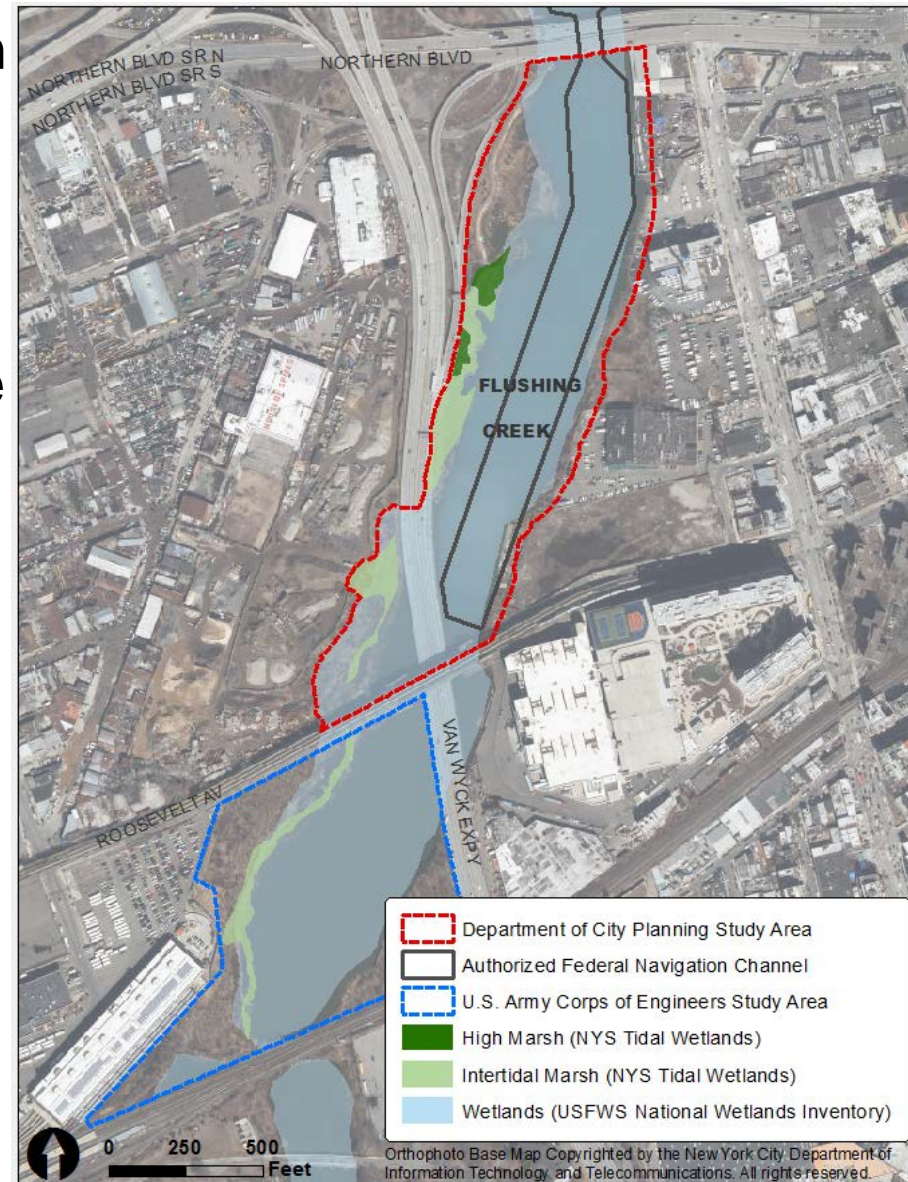 n
NORTHERN BLVD SR N
NORTHERN BLVD SR S
NORTHERN BLVD
e
FLUSHING
CREEK
VAN WYCK EXPY
ROOSEVELT AV
Department of City Planning Study Area
Authorized Federal Navigation Channel
U.S. Army Corps of Engineers Study Area
High Marsh (NYS Tidal Wetlands)
Intertidal Marsh (NYS Tidal Wetlands)
Wetlands (USFWS National Wetlands Inventory)
0 250 500
Feet
Orthophoto Base Map Copyrighted by the New York City Department of
Information Technology and Telecommunications. All rights reserved.